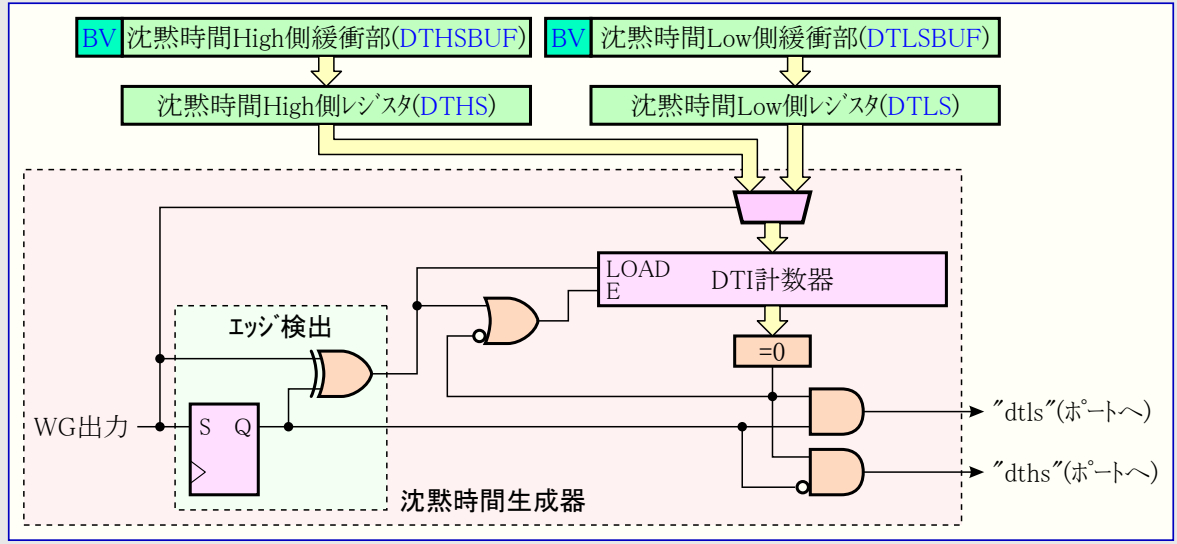 BV 沈黙時間High側緩衝部(DTHSBUF) BV 沈黙時間Low側緩衝部(DTLSBUF)
沈黙時間High側ﾚｼﾞｽﾀ(DTHS) 沈黙時間Low側ﾚｼﾞｽﾀ(DTLS)
LOAD
E
DTI計数器
エッジ検出
=0
WG出力
S Q
"dtls"(ﾎﾟｰﾄへ)
"dths"(ﾎﾟｰﾄへ)
沈黙時間生成器